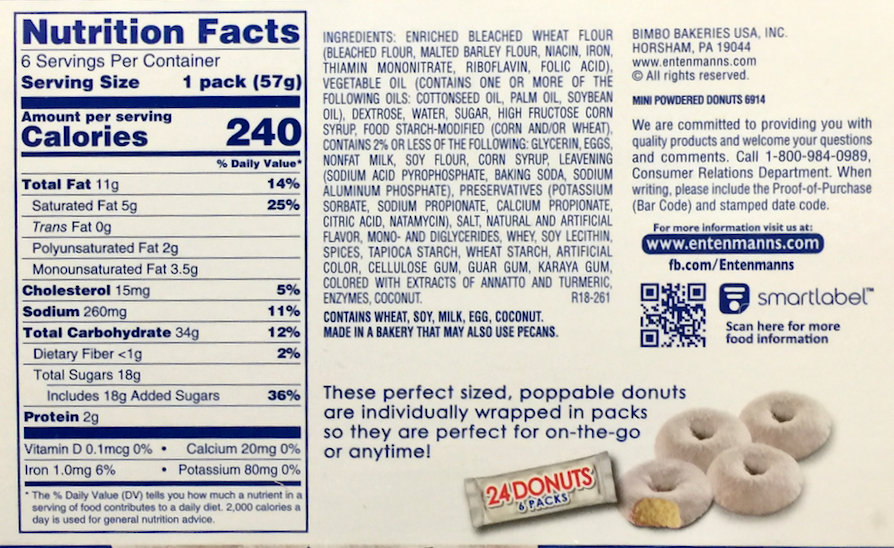 Nutrition Facts
6 Servings Per Container
Serving Size 1 pack (57g)
Amount per serving
Calories 240
% Daily Value*
Total Fat 11g 14%
Saturated Fat 5g 25%
Trans Fat 0g
Polyunsaturated Fat 2g
Monounsaturated Fat 3.5g
Cholesterol 15mg 5%
Sodium 260mg 11%
Total Carbohydrate 34g 12%
Dietary Fiber <1g 2%
Total Sugars 18g
Includes 18g Added Sugars 36%
Protein 2g
Vitamin D 0.1mcg 0% • Calcium 20mg 0%
Iron 1.0mg 6% • Potassium 80mg 0%
* The % Daily Value (DV) tells you how much a nutrient in a
serving of food contributes to a daily diet. 2,000 calories a
day is used for general nutrition advice.
INGREDIENTS: ENRICHED BLEACHED WHEAT FLOUR
(BLEACHED FLOUR, MALTED BARLEY FLOUR, NIACIN, IRON,
THIAMIN MONONITRATE, RIBOFLAVIN, FOLIC ACID),
VEGETABLE OIL (CONTAINS ONE OR MORE OF THE
FOLLOWING OILS: COTTONSEED OIL, PALM OIL, SOYBEAN
OIL), DEXTROSE, WATER, SUGAR, HIGH FRUCTOSE CORN
SYRUP, FOOD STARCH-MODIFIED (CORN AND/OR WHEAT),
CONTAINS 2% OR LESS OF THE FOLLOWING: GLYCERIN, EGGS,
NONFAT MILK, SOY FLOUR, CORN SYRUP, LEAVENING
(SODIUM ACID PYROPHOSPHATE, BAKING SODA, SODIUM
ALUMINUM PHOSPHATE), PRESERVATIVES (POTASSIUM
SORBATE, SODIUM PROPIONATE, CALCIUM PROPIONATE,
CITRIC ACID, NATAMYCIN), SALT, NATURAL AND ARTIFICIAL
FLAVOR, MONO- AND DIGLYCERIDES, WHEY, SOY LECITHIN,
SPICES, TAPIOCA STARCH, WHEAT STARCH, ARTIFICIAL
COLOR, CELLULOSE GUM, GUAR GUM, KARAYA GUM,
COLORED WITH EXTRACTS OF ANNATTO AND TURMERIC,
ENZYMES, COCONUT. R18-261
CONTAINS WHEAT, SOY, MILK, EGG, COCONUT.
MADE IN A BAKERY THAT MAY ALSO USE PECANS.
BIMBO BAKERIES USA, INC.
HORSHAM, PA 19044
www.entenmanns.com
© All rights reserved.
MINI POWDERED DONUTS 6914
We are committed to providing you with
quality products and welcome your questions
and comments. Call 1-800-984-0989,
Consumer Relations Department. When
writing, please include the Proof-of-Purchase
(Bar Code) and stamped date code.
For more information visit us at:
www.entenmanns.com
fb.com/Entenmanns
smartlabel™
Scan here for more
food information
These perfect sized, poppable donuts
are individually wrapped in packs
so they are perfect for on-the-go
or anytime!
24 DONUTS
6 PACKS